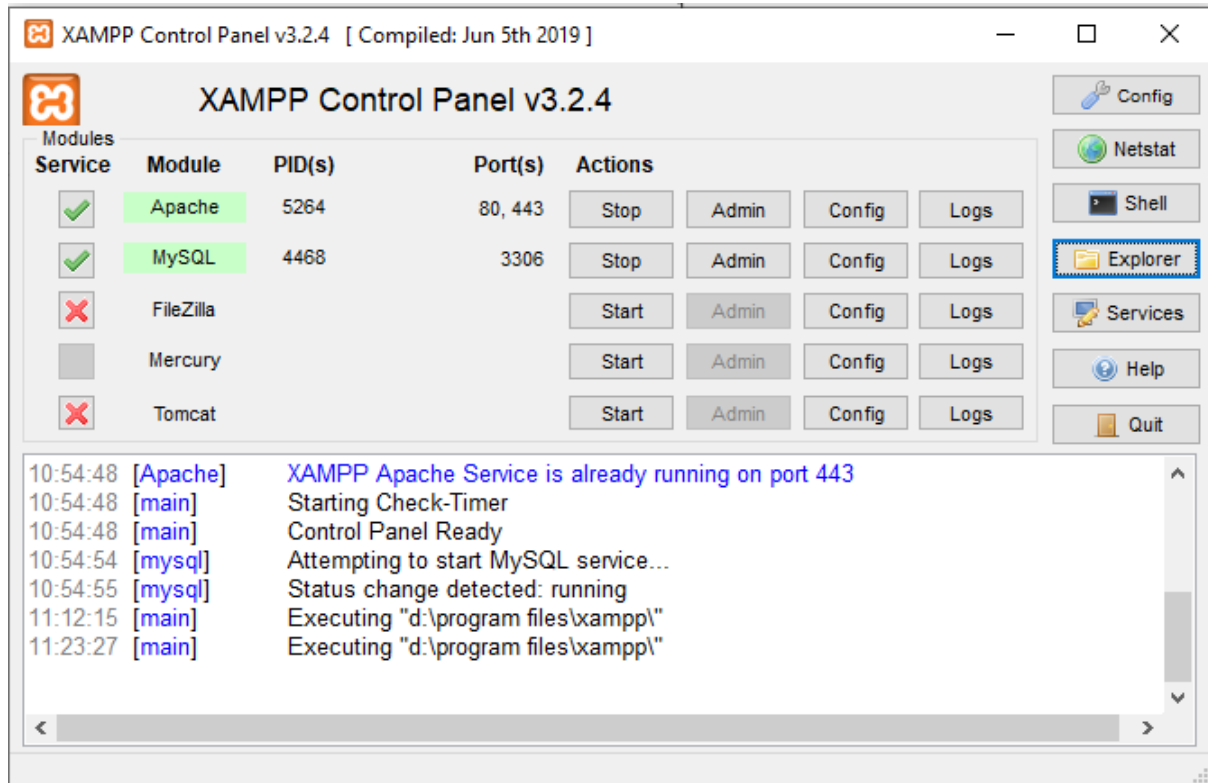 XAMPP Control Panel v3.2.4 [ Compiled: Jun 5th 2019 ]
XAMPP Control Panel v3.2.4
Config
Modules
Service Module PID(s) Port(s) Actions
Netstat
Apache 5264 80, 443 Stop Admin Config Logs
Shell
MySQL 4468 3306 Stop Admin Config Logs
Explorer
FileZilla Start Admin Config Logs
Services
Mercury Start Admin Config Logs
Help
Tomcat Start Admin Config Logs
Quit
10:54:48 [Apache] XAMPP Apache Service is already running on port 443
10:54:48 [main] Starting Check-Timer
10:54:48 [main] Control Panel Ready
10:54:54 [mysql] Attempting to start MySQL service...
10:54:55 [mysql] Status change detected: running
11:12:15 [main] Executing "d:\program files\xampp\"
11:23:27 [main] Executing "d:\program files\xampp\"